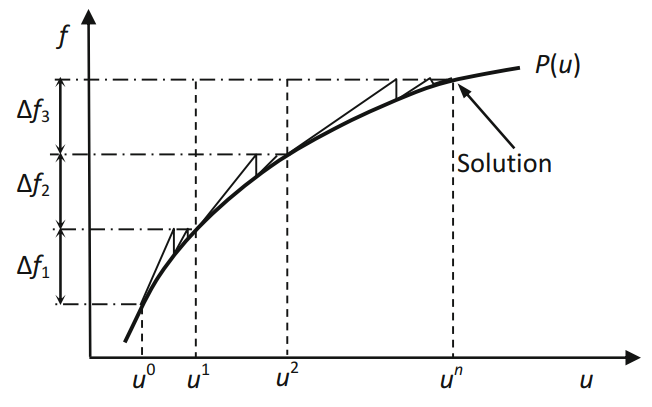 f
P(u)
Δf₃
Solution
Δf₂
Δf₁
u⁰ u¹ u² uⁿ u